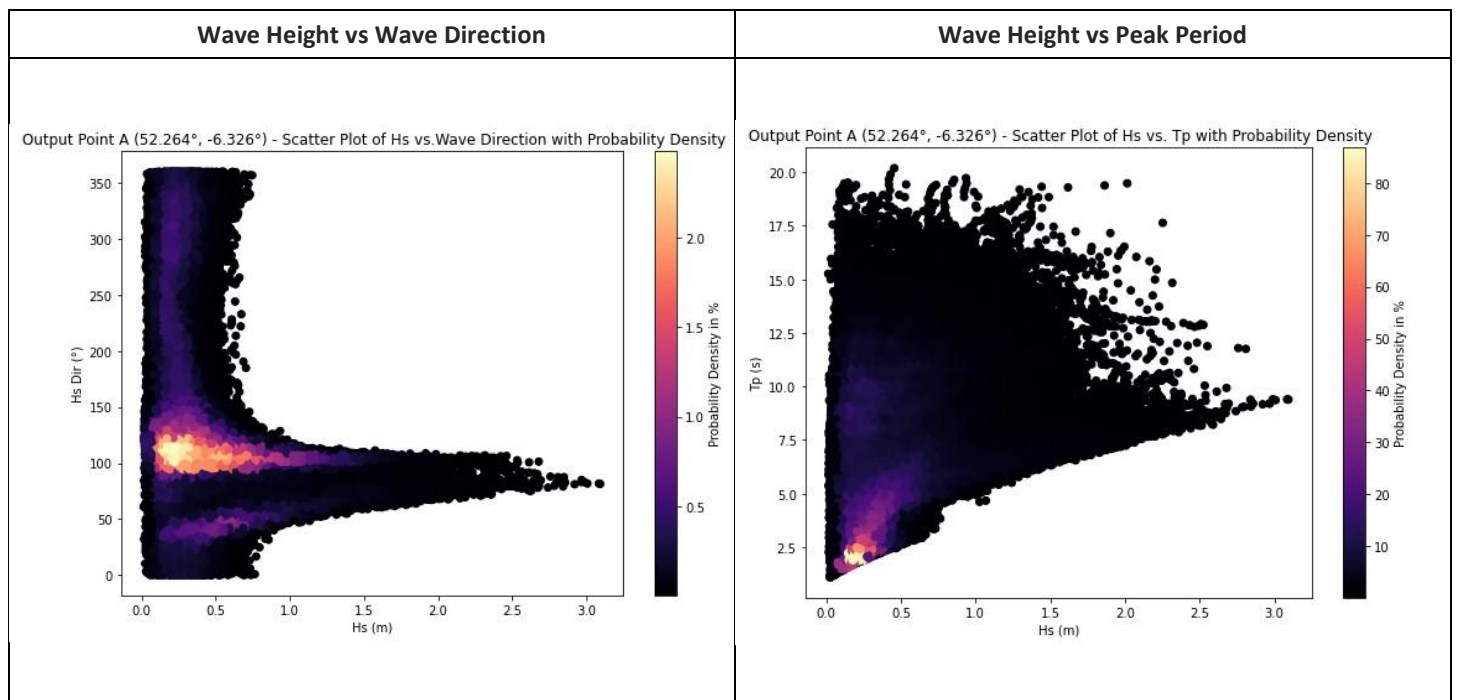 Wave Height vs Wave Direction
Wave Height vs Peak Period
Output Point A (52.264°, -6.326°) - Scatter Plot of Hs vs.Wave Direction with Probability Density
350
300
250
200
150
100
50
0
Hs Dir (°)
0.0 0.5 1.0 1.5 2.0 2.5 3.0
Hs (m)
2.0
1.5
1.0
0.5
Probability Density in %
Output Point A (52.264°, -6.326°) - Scatter Plot of Hs vs. Tp with Probability Density
20.0
17.5
15.0
12.5
10.0
7.5
5.0
2.5
Tp (s)
0.0 0.5 1.0 1.5 2.0 2.5 3.0
Hs (m)
80
70
60
50
40
30
20
10
Probability Density in %